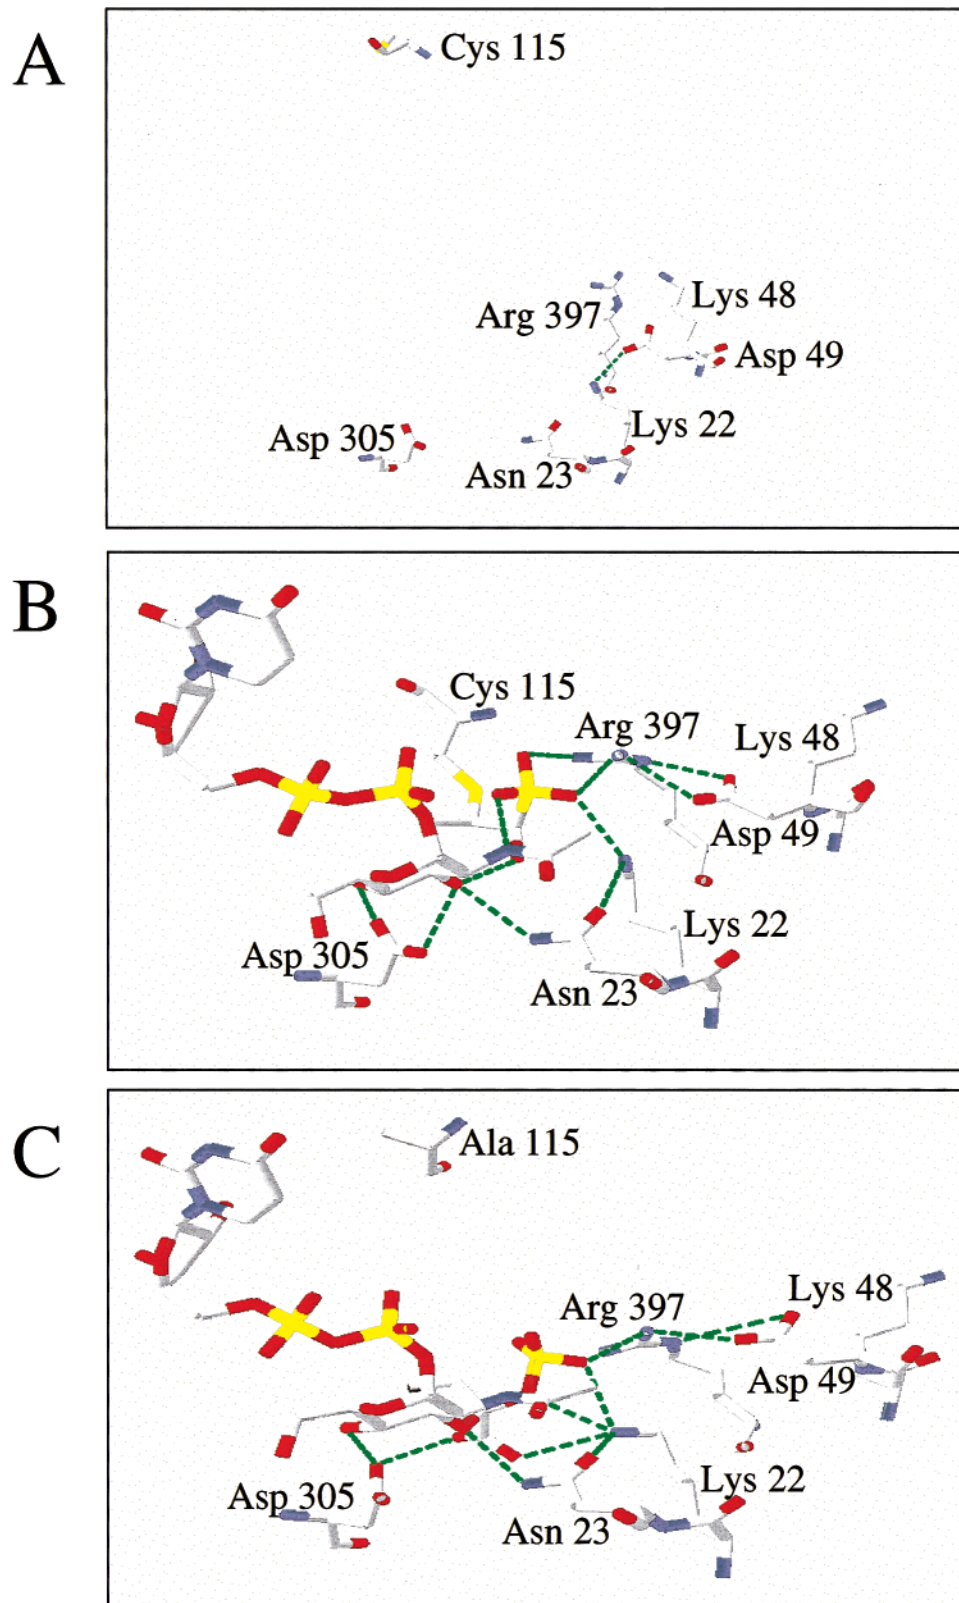 A
Cys 115
Arg 397
Lys 48
Asp 49
Lys 22
Asp 305
Asn 23
B
Cys 115
Arg 397
Lys 48
Asp 49
Lys 22
Asp 305
Asn 23
C
Ala 115
Arg 397
Lys 48
Asp 49
Lys 22
Asp 305
Asn 23